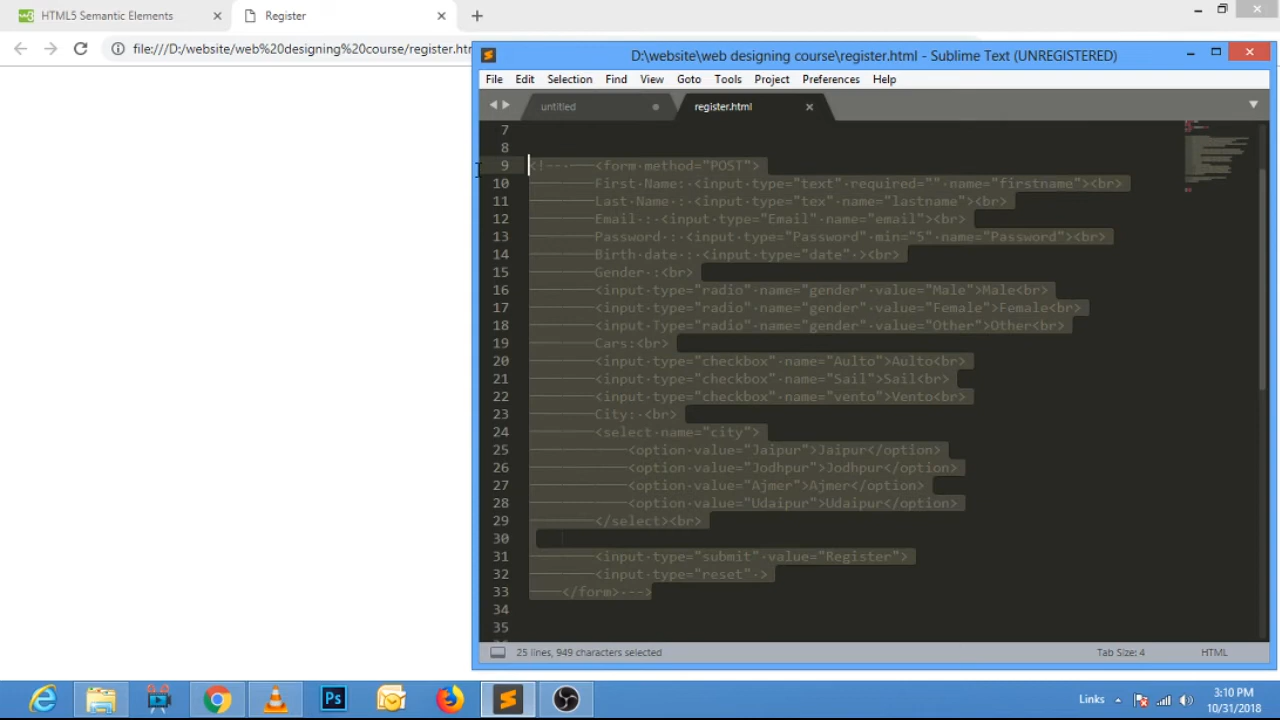 HTML5 Semantic Elements
Register
file:///D:/website/web%20designing%20course/register.htm
D:\website\web designing course\register.html - Sublime Text (UNREGISTERED)
File Edit Selection Find View Goto Tools Project Preferences Help
untitled
register.html
7
8
9 <!-- <form method="POST">
10 First Name: <input type="text" required="" name="firstname"><br>
11 Last Name : <input type="tex" name="lastname"><br>
12 Email : <input type="Email" name="email"><br>
13 Password : <input type="Password" min="5" name="Password"><br>
14 Birth date : <input type="date" ><br>
15 Gender :<br>
16 <input type="radio" name="gender" value="Male">Male<br>
17 <input type="radio" name="gender" value="Female">Female<br>
18 <input Type="radio" name="gender" value="Other">Other<br>
19 Cars:<br>
20 <input type="checkbox" name="Aulto">Aulto<br>
21 <input type="checkbox" name="Sail">Sail<br>
22 <input type="checkbox" name="vento">Vento<br>
23 City: <br>
24 <select name="city">
25 <option value="Jaipur">Jaipur</option>
26 <option value="Jodhpur">Jodhpur</option>
27 <option value="Ajmer">Ajmer</option>
28 <option value="Udaipur">Udaipur</option>
29 </select><br>
30
31 <input type="submit" value="Register">
32 <input type="reset" >
33 </form> -->
34
35
25 lines, 949 characters selected
Tab Size: 4
HTML
Ps
Links
3:10 PM
10/31/2018